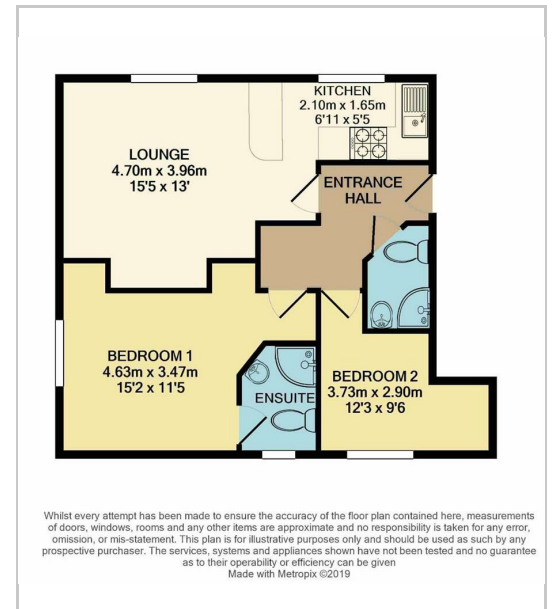 KITCHEN
2.10m x 1.65m
6'11 x 5'5
LOUNGE
4.70m x 3.96m
15'5 x 13'
ENTRANCE
HALL
BEDROOM 1
4.63m x 3.47m
15'2 x 11'5
ENSUITE
BEDROOM 2
3.73m x 2.90m
12'3 x 9'6
Whilst every attempt has been made to ensure the accuracy of the floor plan contained here, measurements
of doors, windows, rooms and any other items are approximate and no responsibility is taken for any error,
omission, or mis-statement. This plan is for illustrative purposes only and should be used as such by any
prospective purchaser. The services, systems and appliances shown have not been tested and no guarantee
as to their operability or efficiency can be given
Made with Metropix ©2019